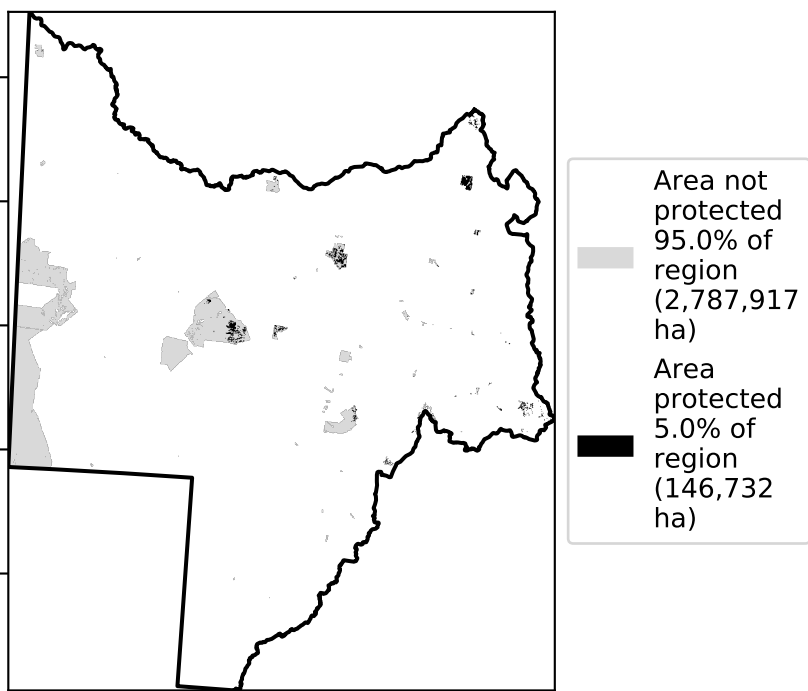 Area not
protected
95.0% of
region
(2,787,917
ha)
Area
protected
5.0% of
region
(146,732
ha)